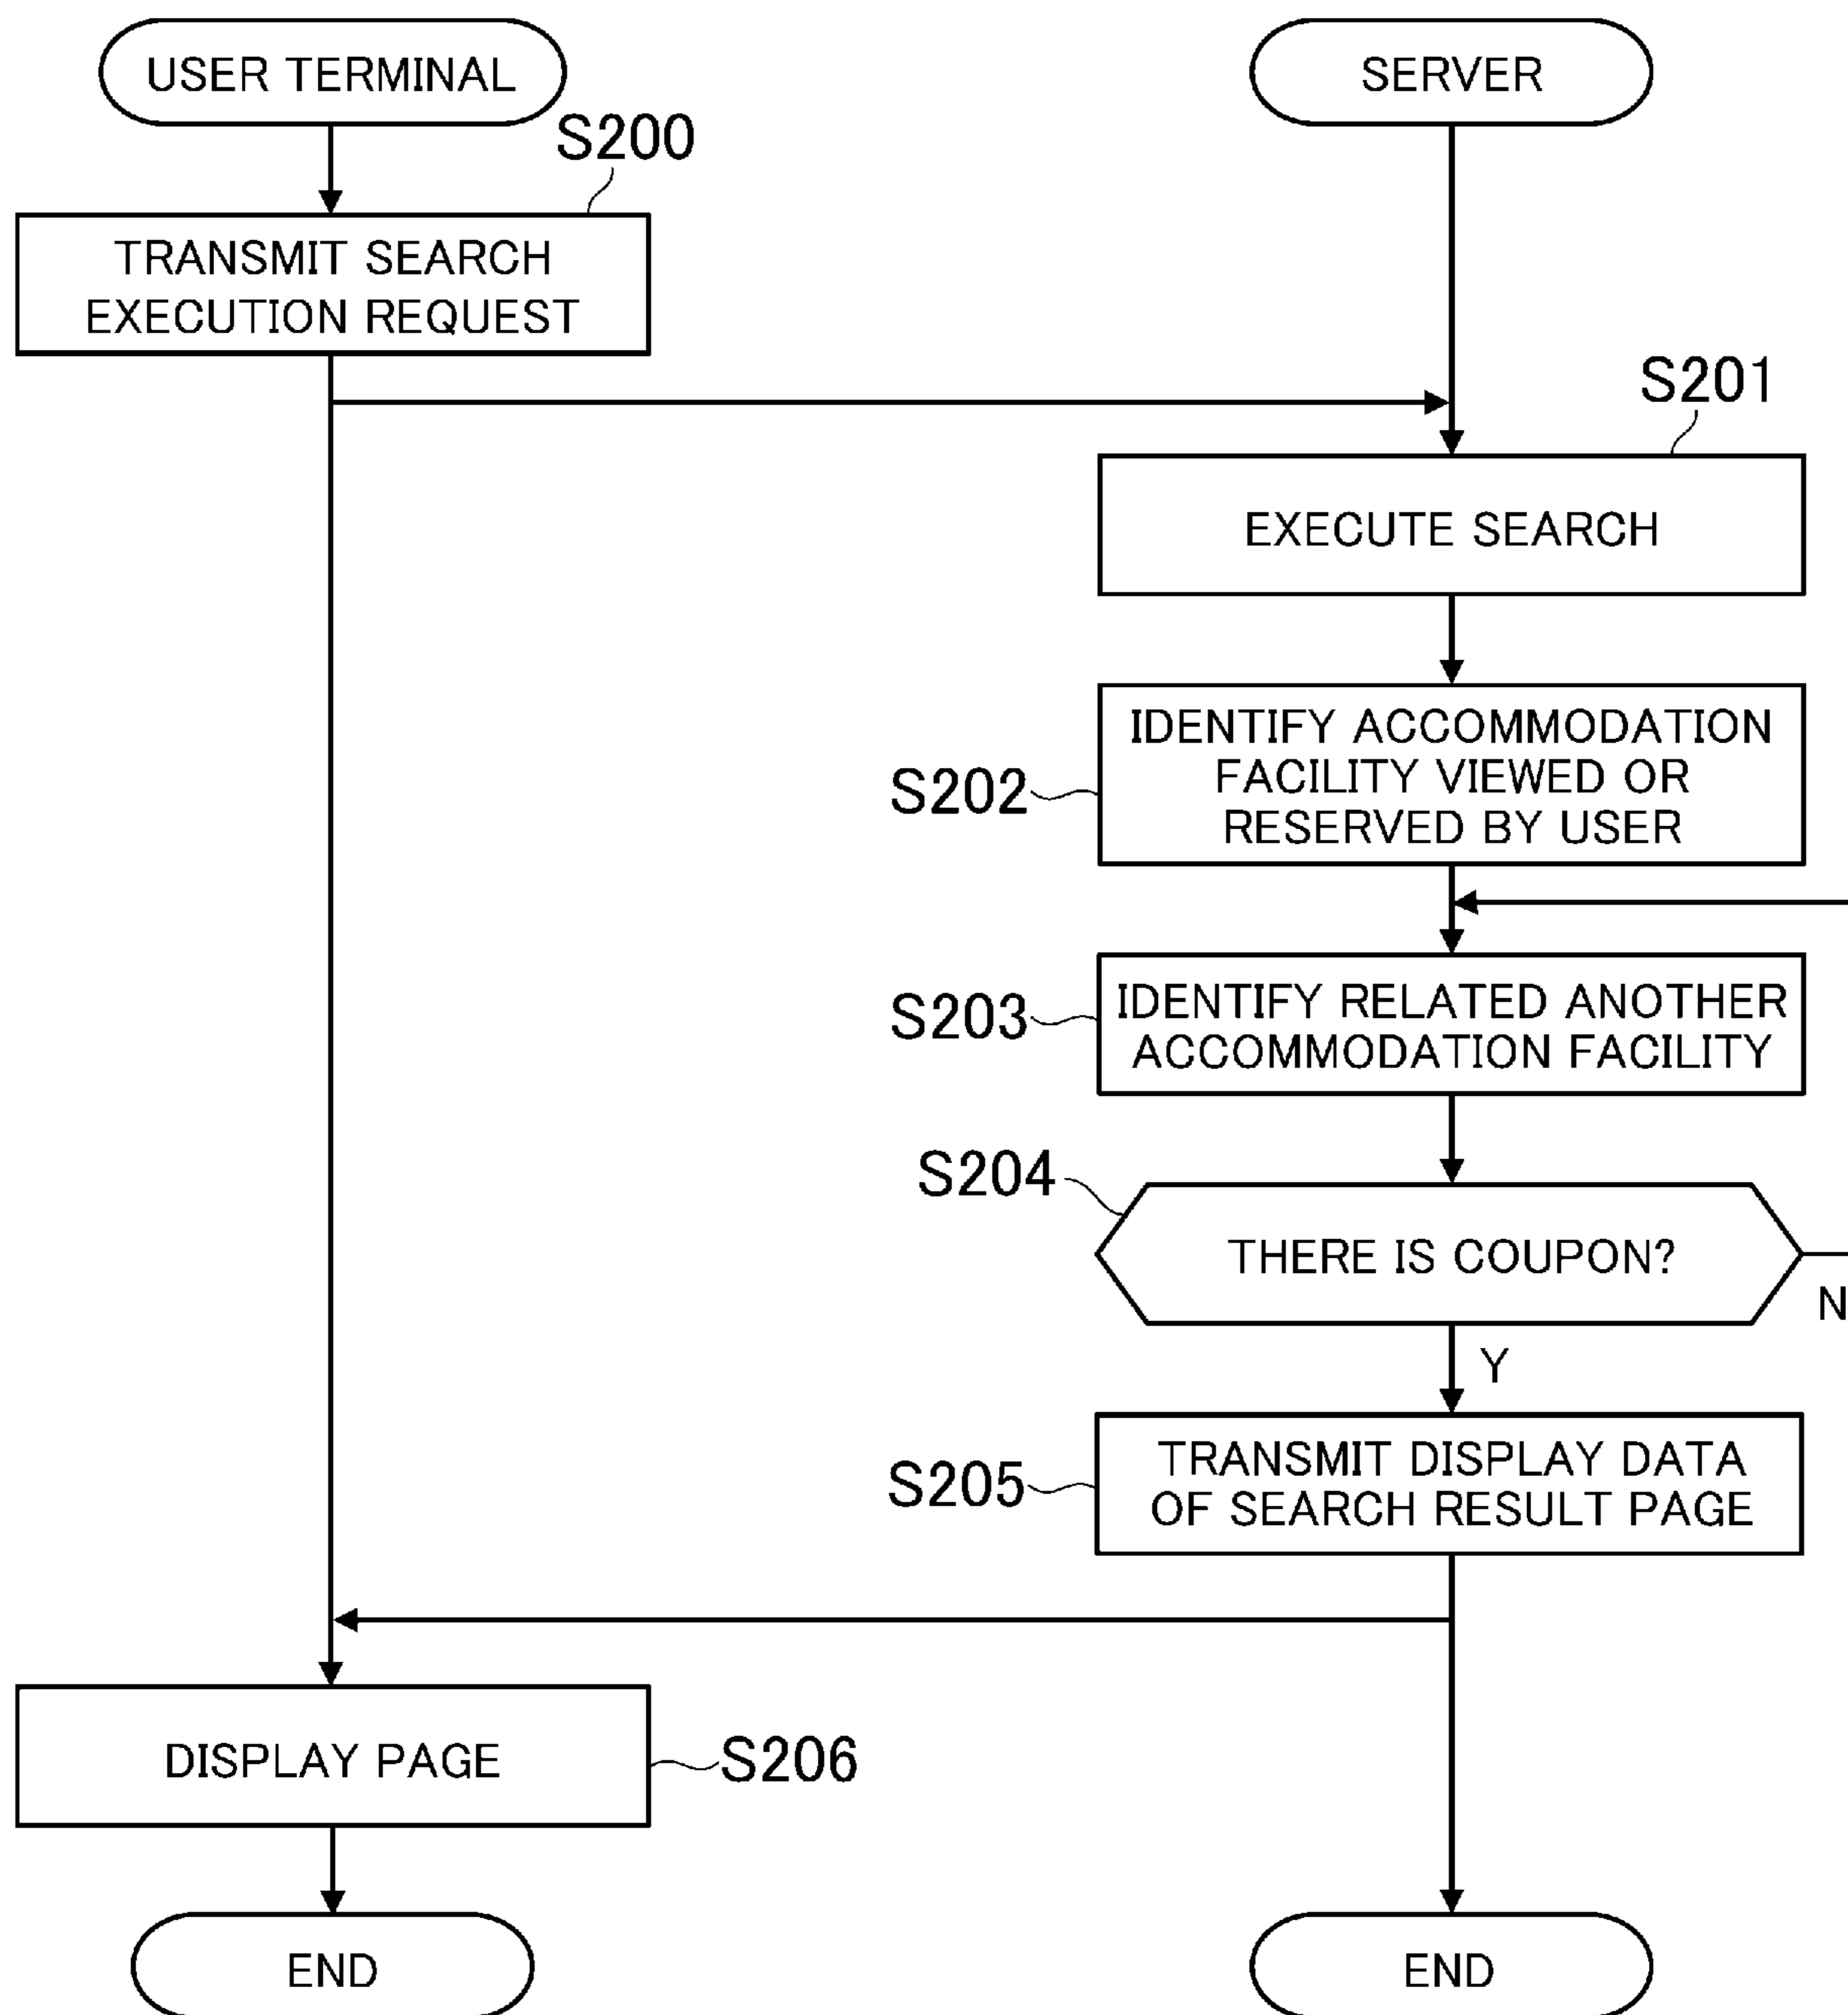 USER TERMINAL
SERVER
S200
TRANSMIT SEARCH
EXECUTION REQUEST
S201
EXECUTE SEARCH
S202
IDENTIFY ACCOMMODATION
FACILITY VIEWED OR
RESERVED BY USER
S203
IDENTIFY RELATED ANOTHER
ACCOMMODATION FACILITY
S204
THERE IS COUPON?
N
Y
S205
TRANSMIT DISPLAY DATA
OF SEARCH RESULT PAGE
DISPLAY PAGE
S206
END
END